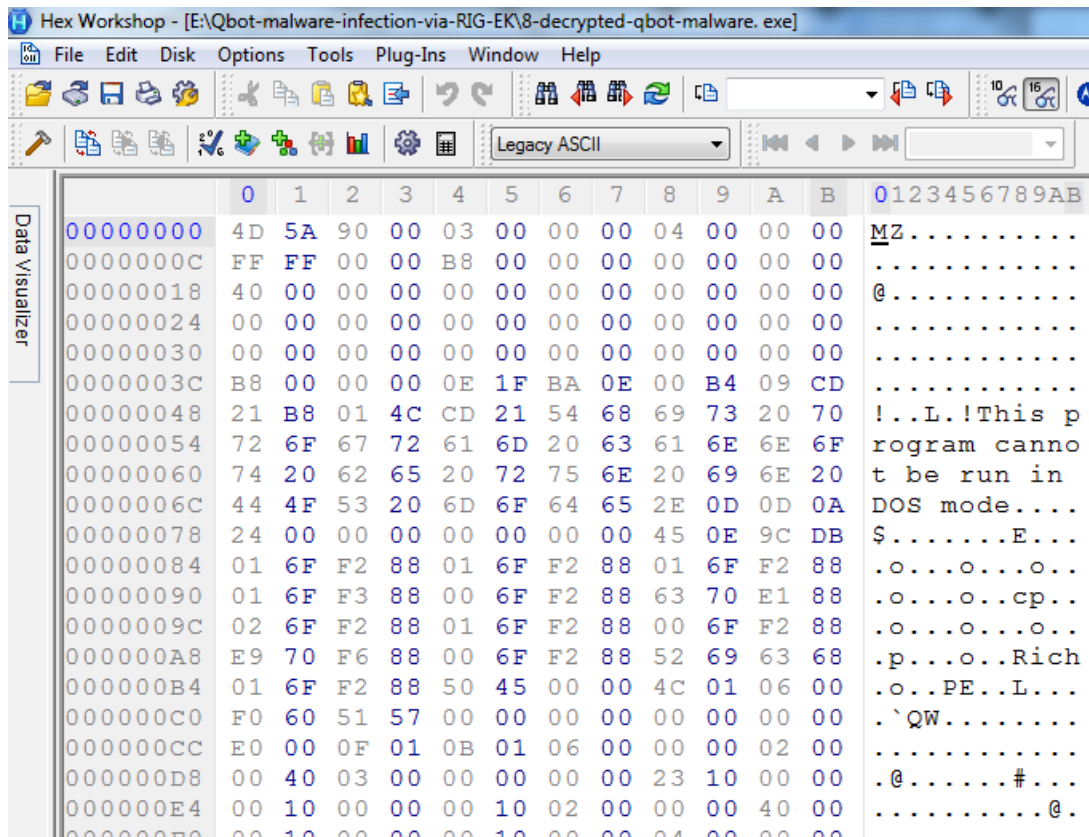 Hex Workshop - [E:\Qbot-malware-infection-via-RIG-EK\8-decrypted-qbot-malware. exe]
File Edit Disk Options Tools Plug-Ins Window Help
10 16
Legacy ASCII
Data Visualizer
0 1 2 3 4 5 6 7 8 9 A B 0123456789AB
00000000 4D 5A 90 00 03 00 00 00 04 00 00 00 MZ..........
0000000C FF FF 00 00 B8 00 00 00 00 00 00 00 ............
00000018 40 00 00 00 00 00 00 00 00 00 00 00 @...........
00000024 00 00 00 00 00 00 00 00 00 00 00 00 ............
00000030 00 00 00 00 00 00 00 00 00 00 00 00 ............
0000003C B8 00 00 00 0E 1F BA 0E 00 B4 09 CD ............
00000048 21 B8 01 4C CD 21 54 68 69 73 20 70 !..L.!This p
00000054 72 6F 67 72 61 6D 20 63 61 6E 6E 6F rogram canno
00000060 74 20 62 65 20 72 75 6E 20 69 6E 20 t be run in
0000006C 44 4F 53 20 6D 6F 64 65 2E 0D 0D 0A DOS mode....
00000078 24 00 00 00 00 00 00 00 45 0E 9C DB $.......E...
00000084 01 6F F2 88 01 6F F2 88 01 6F F2 88 .o...o...o..
00000090 01 6F F3 88 00 6F F2 88 63 70 E1 88 .o...o..cp..
0000009C 02 6F F2 88 01 6F F2 88 00 6F F2 88 .o...o...o..
000000A8 E9 70 F6 88 00 6F F2 88 52 69 63 68 .p...o..Rich
000000B4 01 6F F2 88 50 45 00 00 4C 01 06 00 .o..PE..L...
000000C0 F0 60 51 57 00 00 00 00 00 00 00 00 .`QW........
000000CC E0 00 0F 01 0B 01 06 00 00 00 02 00 ............
000000D8 00 40 03 00 00 00 00 00 23 10 00 00 .@......#...
000000E4 00 10 00 00 00 10 02 00 00 00 40 00 ..........@.